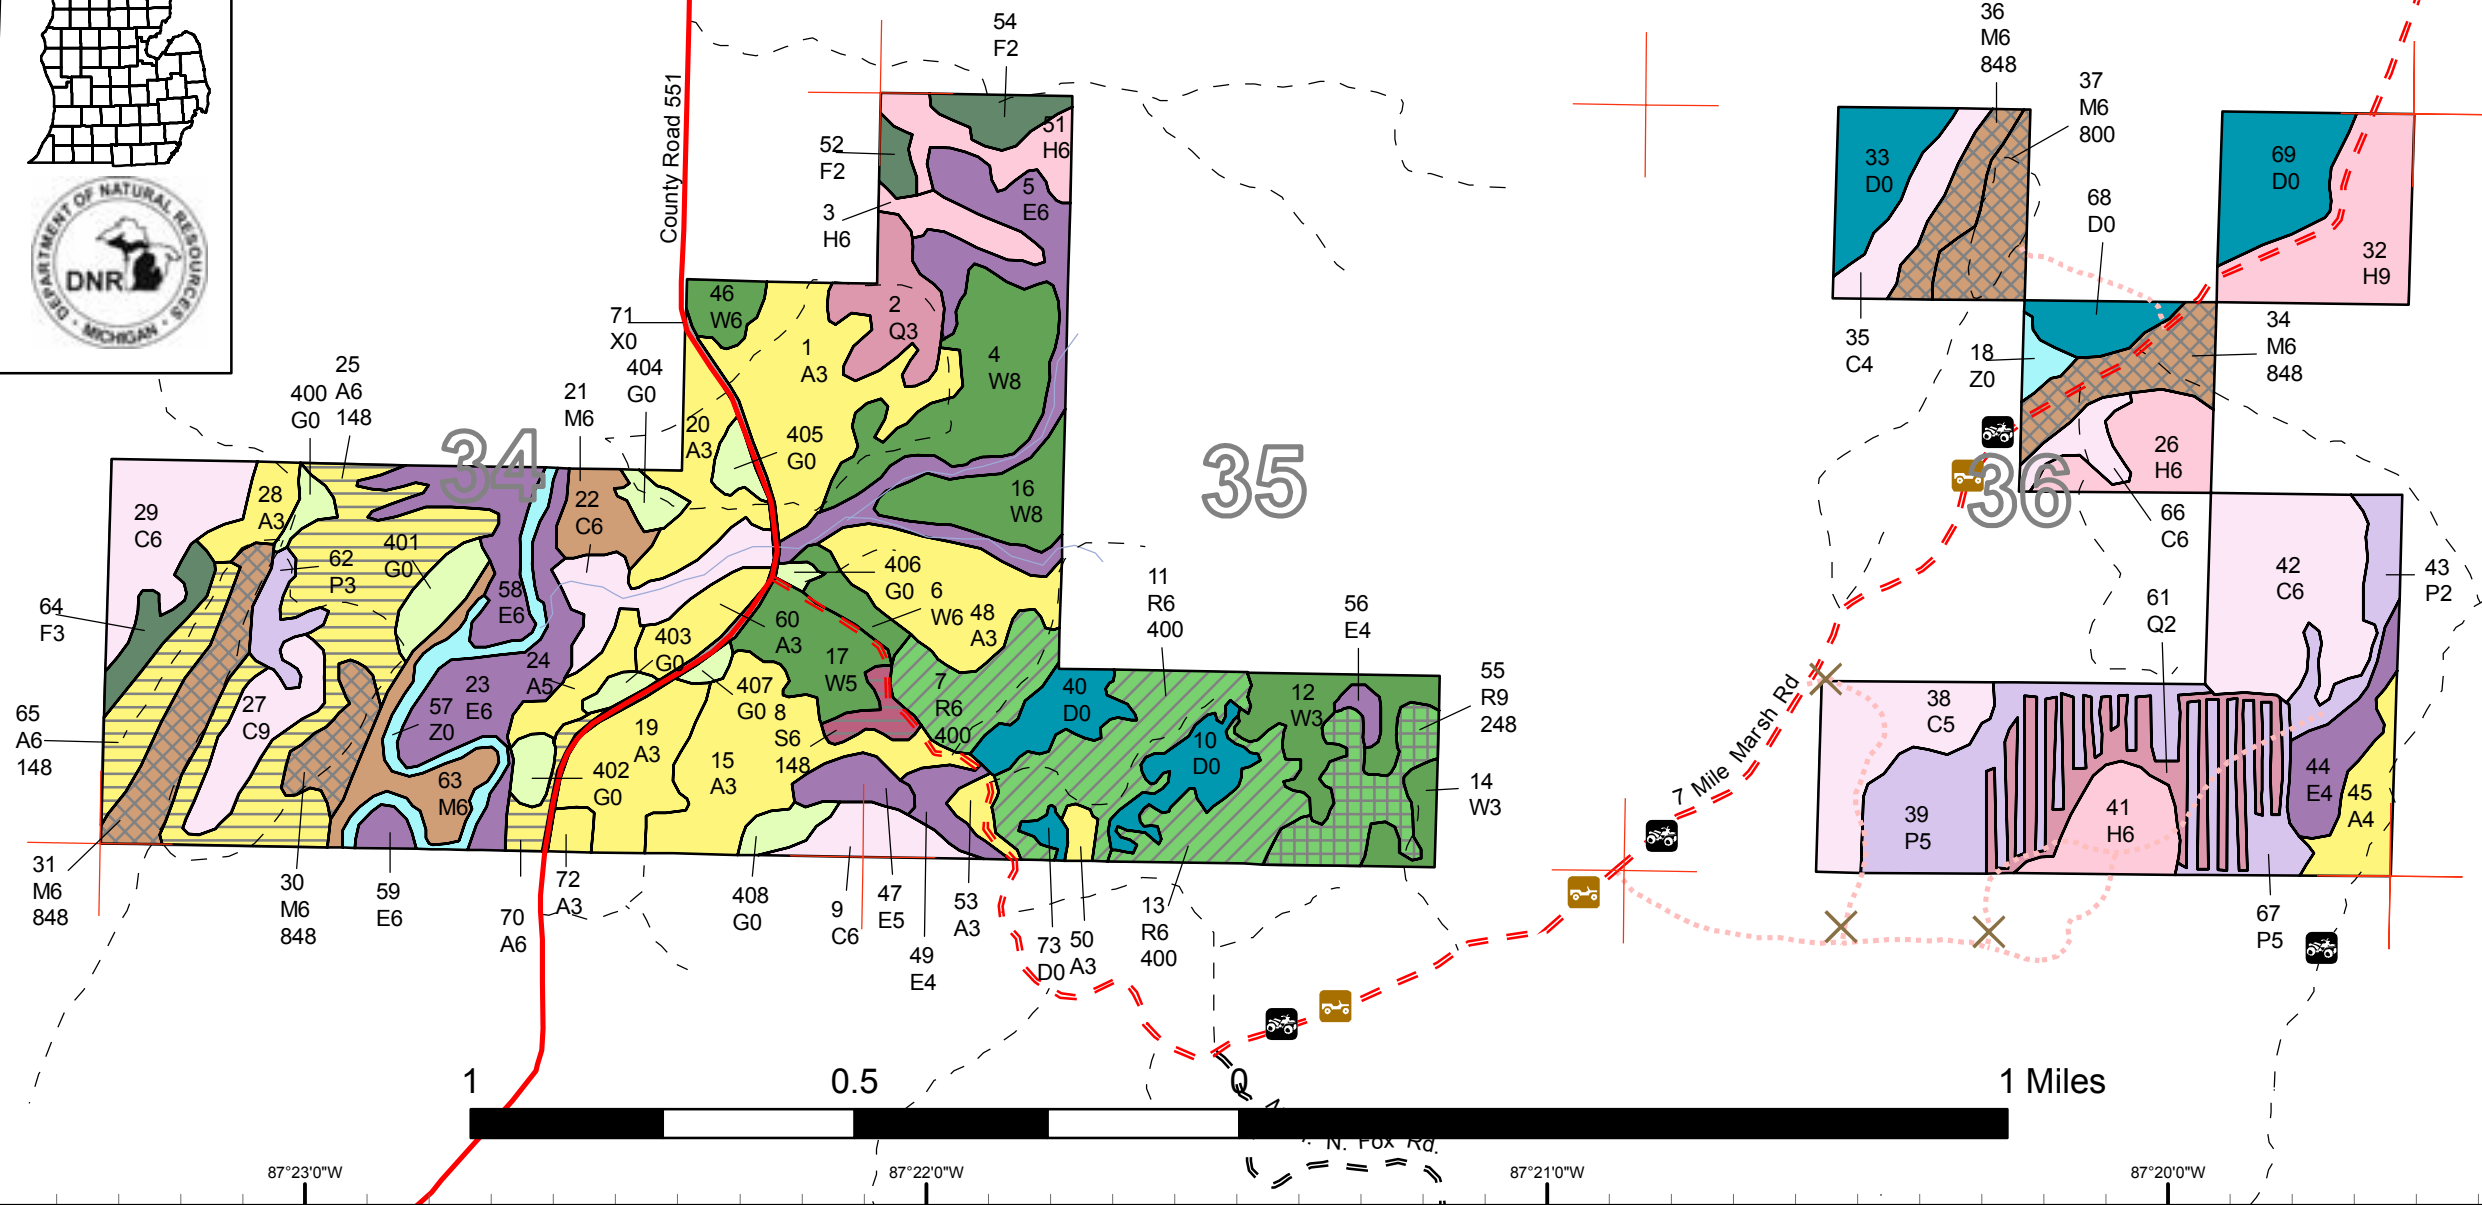 DEPARTMENT OF NATURAL RESOURCES
DNR
MICHIGAN
County Road 551
54
F2
51
H6
52
F2
3
H6
5
E6
36
M6
848
37
M6
800
33
D0
69
D0
68
D0
32
H9
46
W6
71
X0
404
G0
1
A3
2
Q3
4
W8
35
C4
18
Z0
34
M6
848
25
A6
148
400
G0
21
M6
20
A3
405
G0
34
35
36
26
H6
29
C6
28
A3
22
C6
16
W8
66
C6
62
P3
401
G0
58
E6
406
G0
6
W6
48
A3
11
R6
400
56
E4
42
C6
43
P2
61
Q2
64
F3
60
A3
403
G0
17
W5
24
A5
407
G0
7
R6
400
40
D0
12
W3
55
R9
248
38
C5
7 Mile Marsh Rd
65
A6
148
27
C9
57
Z0
23
E6
19
A3
15
A3
8
S6
148
10
D0
14
W3
63
M6
402
G0
39
P5
41
H6
44
E4
45
A4
31
M6
848
30
M6
848
59
E6
70
A6
72
A3
408
G0
9
C6
47
E5
49
E4
53
A3
73
D0
50
A3
13
R6
400
67
P5
1
0.5
0
1 Miles
N. Fox Rd.
87°23'0"W
87°22'0"W
87°21'0"W
87°20'0"W